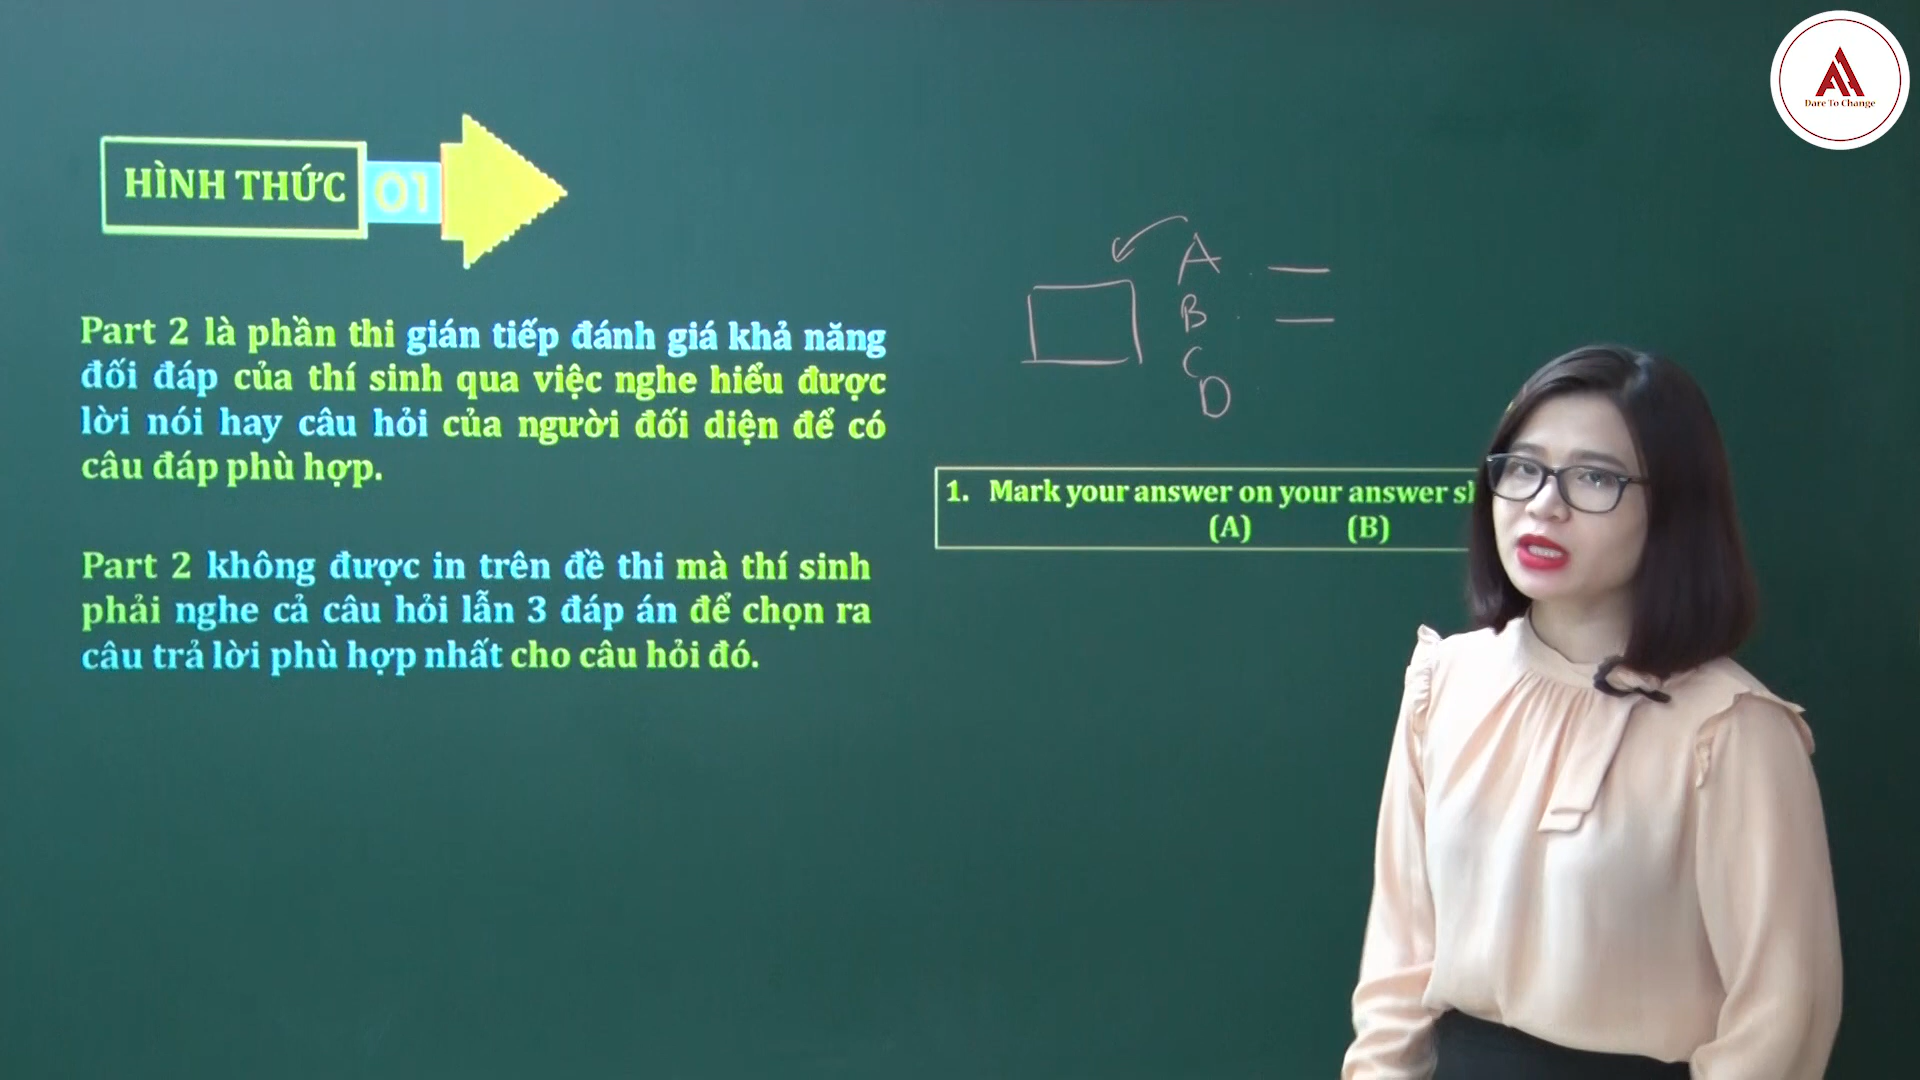 Dare To Change
HÌNH THỨC 01
Part 2 là phần thi gián tiếp đánh giá khả năng
đối đáp của thí sinh qua việc nghe hiểu được
lời nói hay câu hỏi của người đối diện để có
câu đáp phù hợp.
Part 2 không được in trên đề thi mà thí sinh
phải nghe cả câu hỏi lẫn 3 đáp án để chọn ra
câu trả lời phù hợp nhất cho câu hỏi đó.
A
B
C
D
1. Mark your answer on your answer
(A) (B)